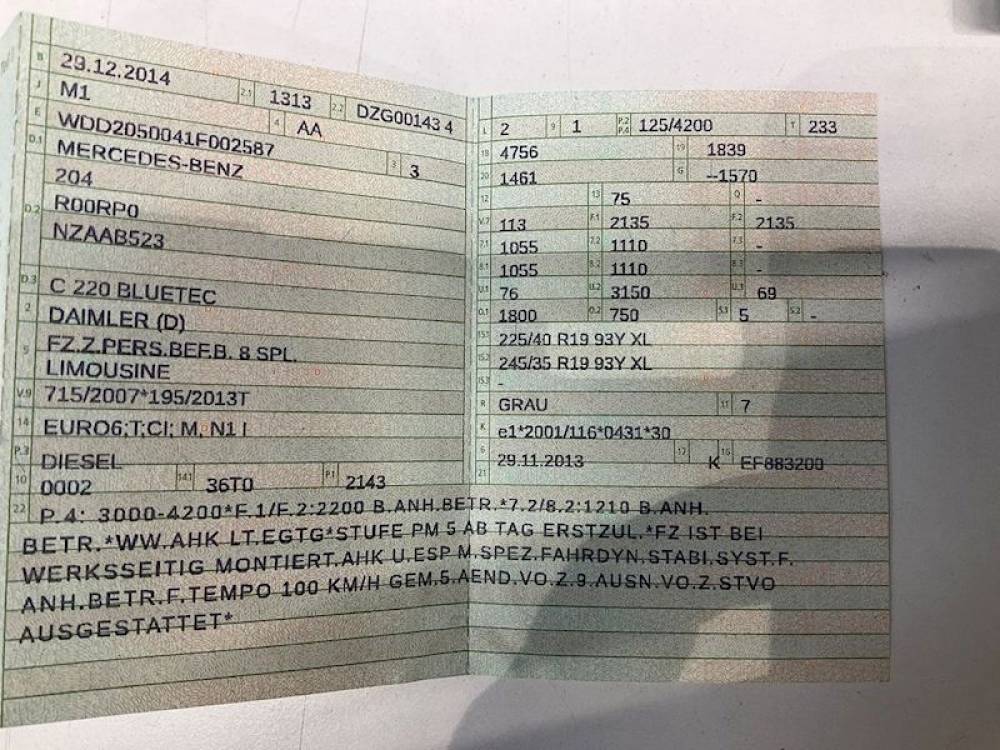 B 29.12.2014 2.1 1313 2.2 DZG00143 4
J M1 4 AA
E WDD2050041F002587 3 3
D.1 MERCEDES-BENZ
204
D.2 R00RP0
NZAAB523
D.3 C 220 BLUETEC
2 DAIMLER (D)
5 FZ.Z.PERS.BEF.B. 8 SPL.
LIMOUSINE
V.9 715/2007*195/2013T
14 EURO6;T;CI; M, N1 I
P.3 DIESEL
10 0002 14.1 36T0 P.1 2143
L 2 9 1 P.2 P.4 125/4200 T 233
18 4756 19 1839
20 1461 G --1570
12 13 75 Q -
V.7 113 F.1 2135 F.2 2135
7.1 1055 7.2 1110 7.3 -
8.1 1055 8.2 1110 8.3 -
U.1 76 U.2 3150 U.3 69
O.1 1800 O.2 750 S.1 5 S.2 -
15.1 225/40 R19 93Y XL
15.2 245/35 R19 93Y XL
15.3 -
R GRAU 11 7
K e1*2001/116*0431*30
6 29.11.2013 17 K 16 EF883200
21
22 P.4: 3000-4200*F.1/F.2:2200 B.ANH.BETR.*7.2/8.2:1210 B.ANH.
BETR.*WW.AHK LT.EGTG*STUFE PM 5 AB TAG ERSTZUL.*FZ IST BEI
WERKSSEITIG MONTIERT.AHK U.ESP M.SPEZ.FAHRDYN.STABI.SYST.F.
ANH.BETR.F.TEMPO 100 KM/H GEM.5.AEND.VO.Z.9.AUSN.VO.Z.STVO
AUSGESTATTET*